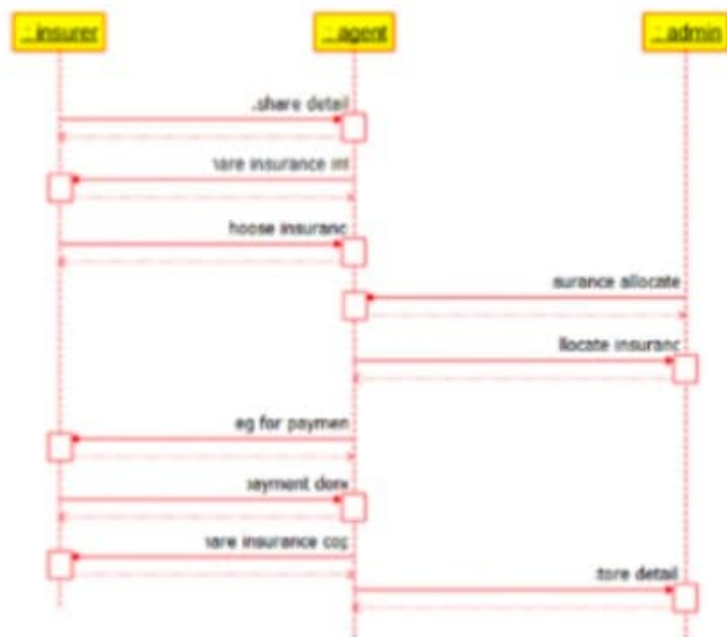 : insurer
: agent
: admin
.share detail
are insurance inf
hoose insuranc
surance allocate
llocate insuranc
eg for paymen
ayment done
are insurance cop
tore detail